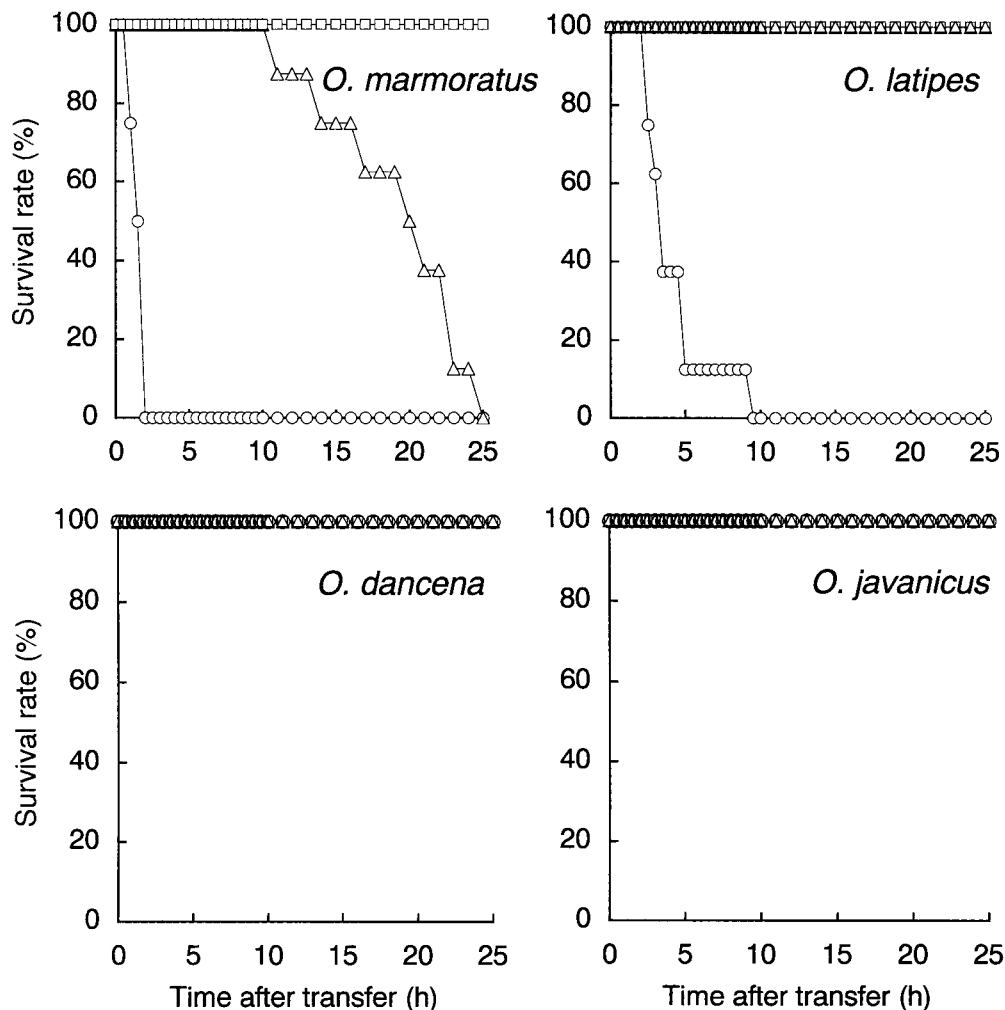 100
80
60
40
20
0
Survival rate (%)
O. marmoratus
0 5 10 15 20 25
100
80
60
40
20
0
O. latipes
0 5 10 15 20 25
100
80
60
40
20
0
Survival rate (%)
O. dancena
0 5 10 15 20 25
Time after transfer (h)
100
80
60
40
20
0
O. javanicus
0 5 10 15 20 25
Time after transfer (h)